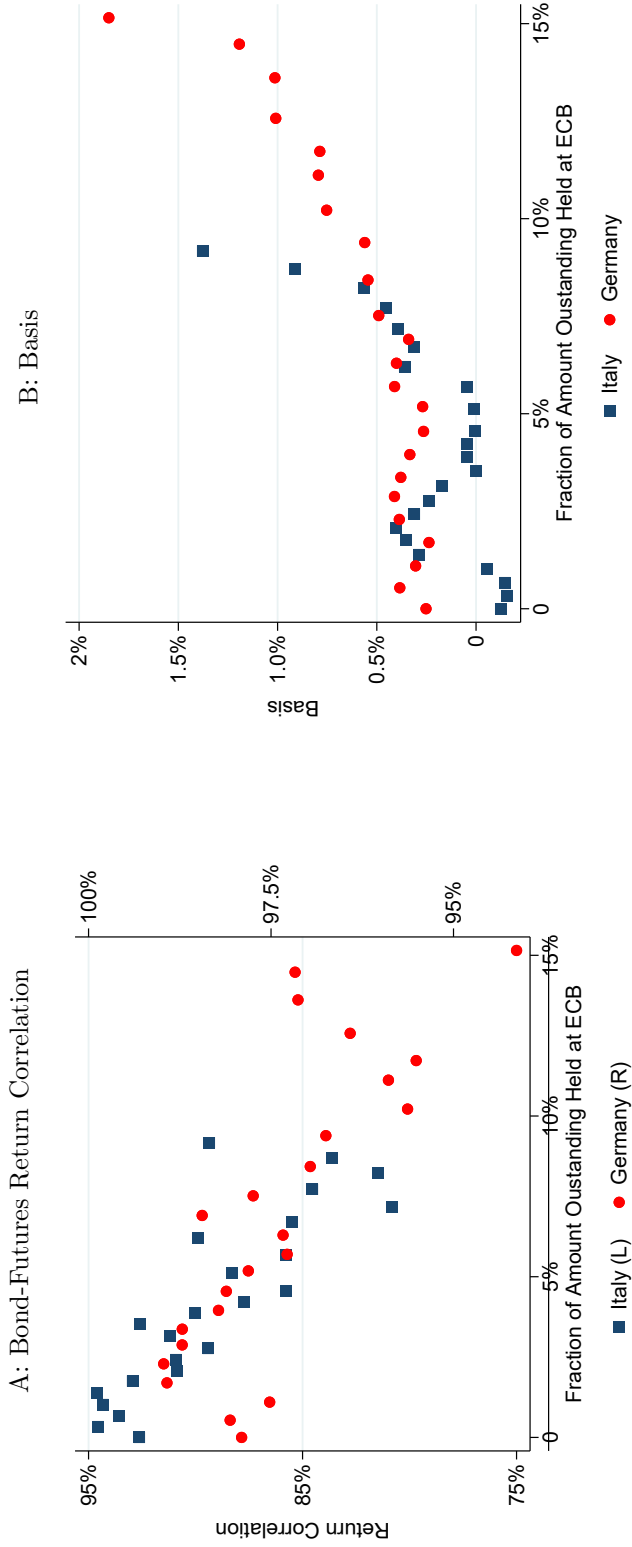 A: Bond-Futures Return Correlation
95%
85%
75%
Return Correlation
100%
97.5%
95%
0
5%
10%
15%
Fraction of Amount Oustanding Held at ECB
Italy (L)
Germany (R)
B: Basis
2%
1.5%
1.0%
0.5%
0
Basis
0
5%
10%
15%
Fraction of Amount Oustanding Held at ECB
Italy
Germany